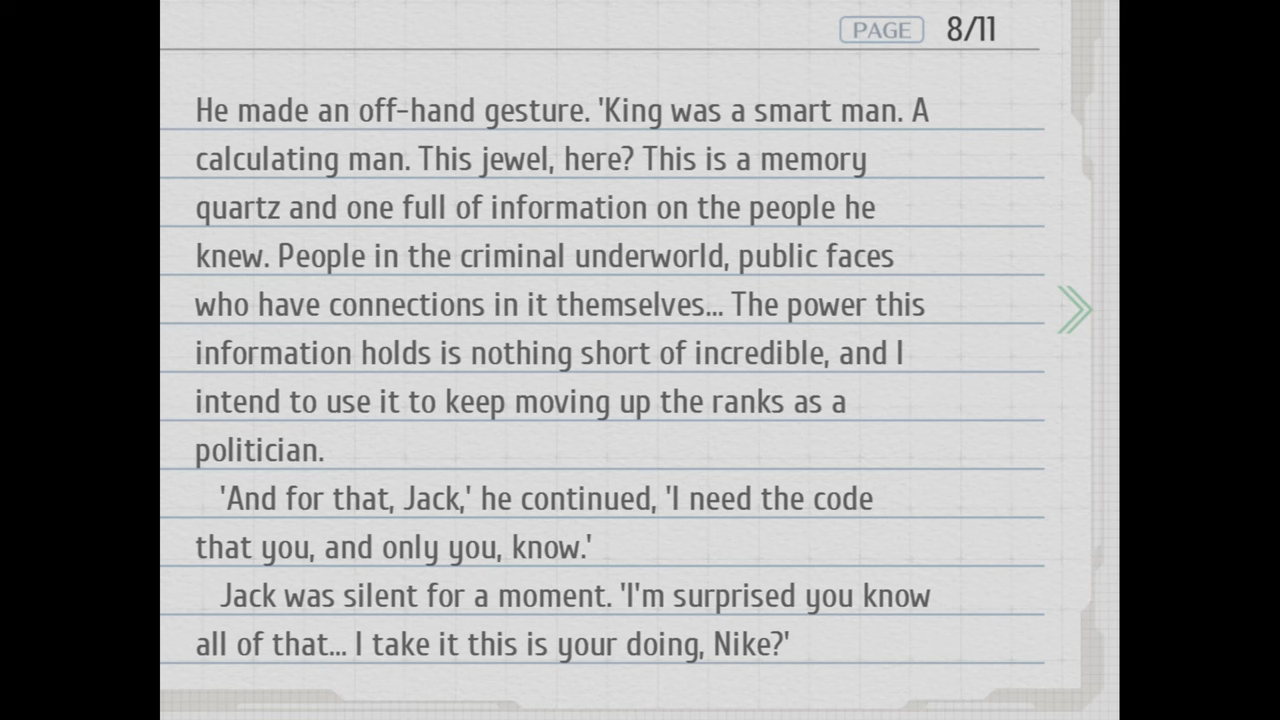 PAGE 8/11
He made an off-hand gesture. 'King was a smart man. A
calculating man. This jewel, here? This is a memory
quartz and one full of information on the people he
knew. People in the criminal underworld, public faces
who have connections in it themselves... The power this
information holds is nothing short of incredible, and I
intend to use it to keep moving up the ranks as a
politician.
'And for that, Jack,' he continued, 'I need the code
that you, and only you, know.'
Jack was silent for a moment. 'I'm surprised you know
all of that... I take it this is your doing, Nike?'